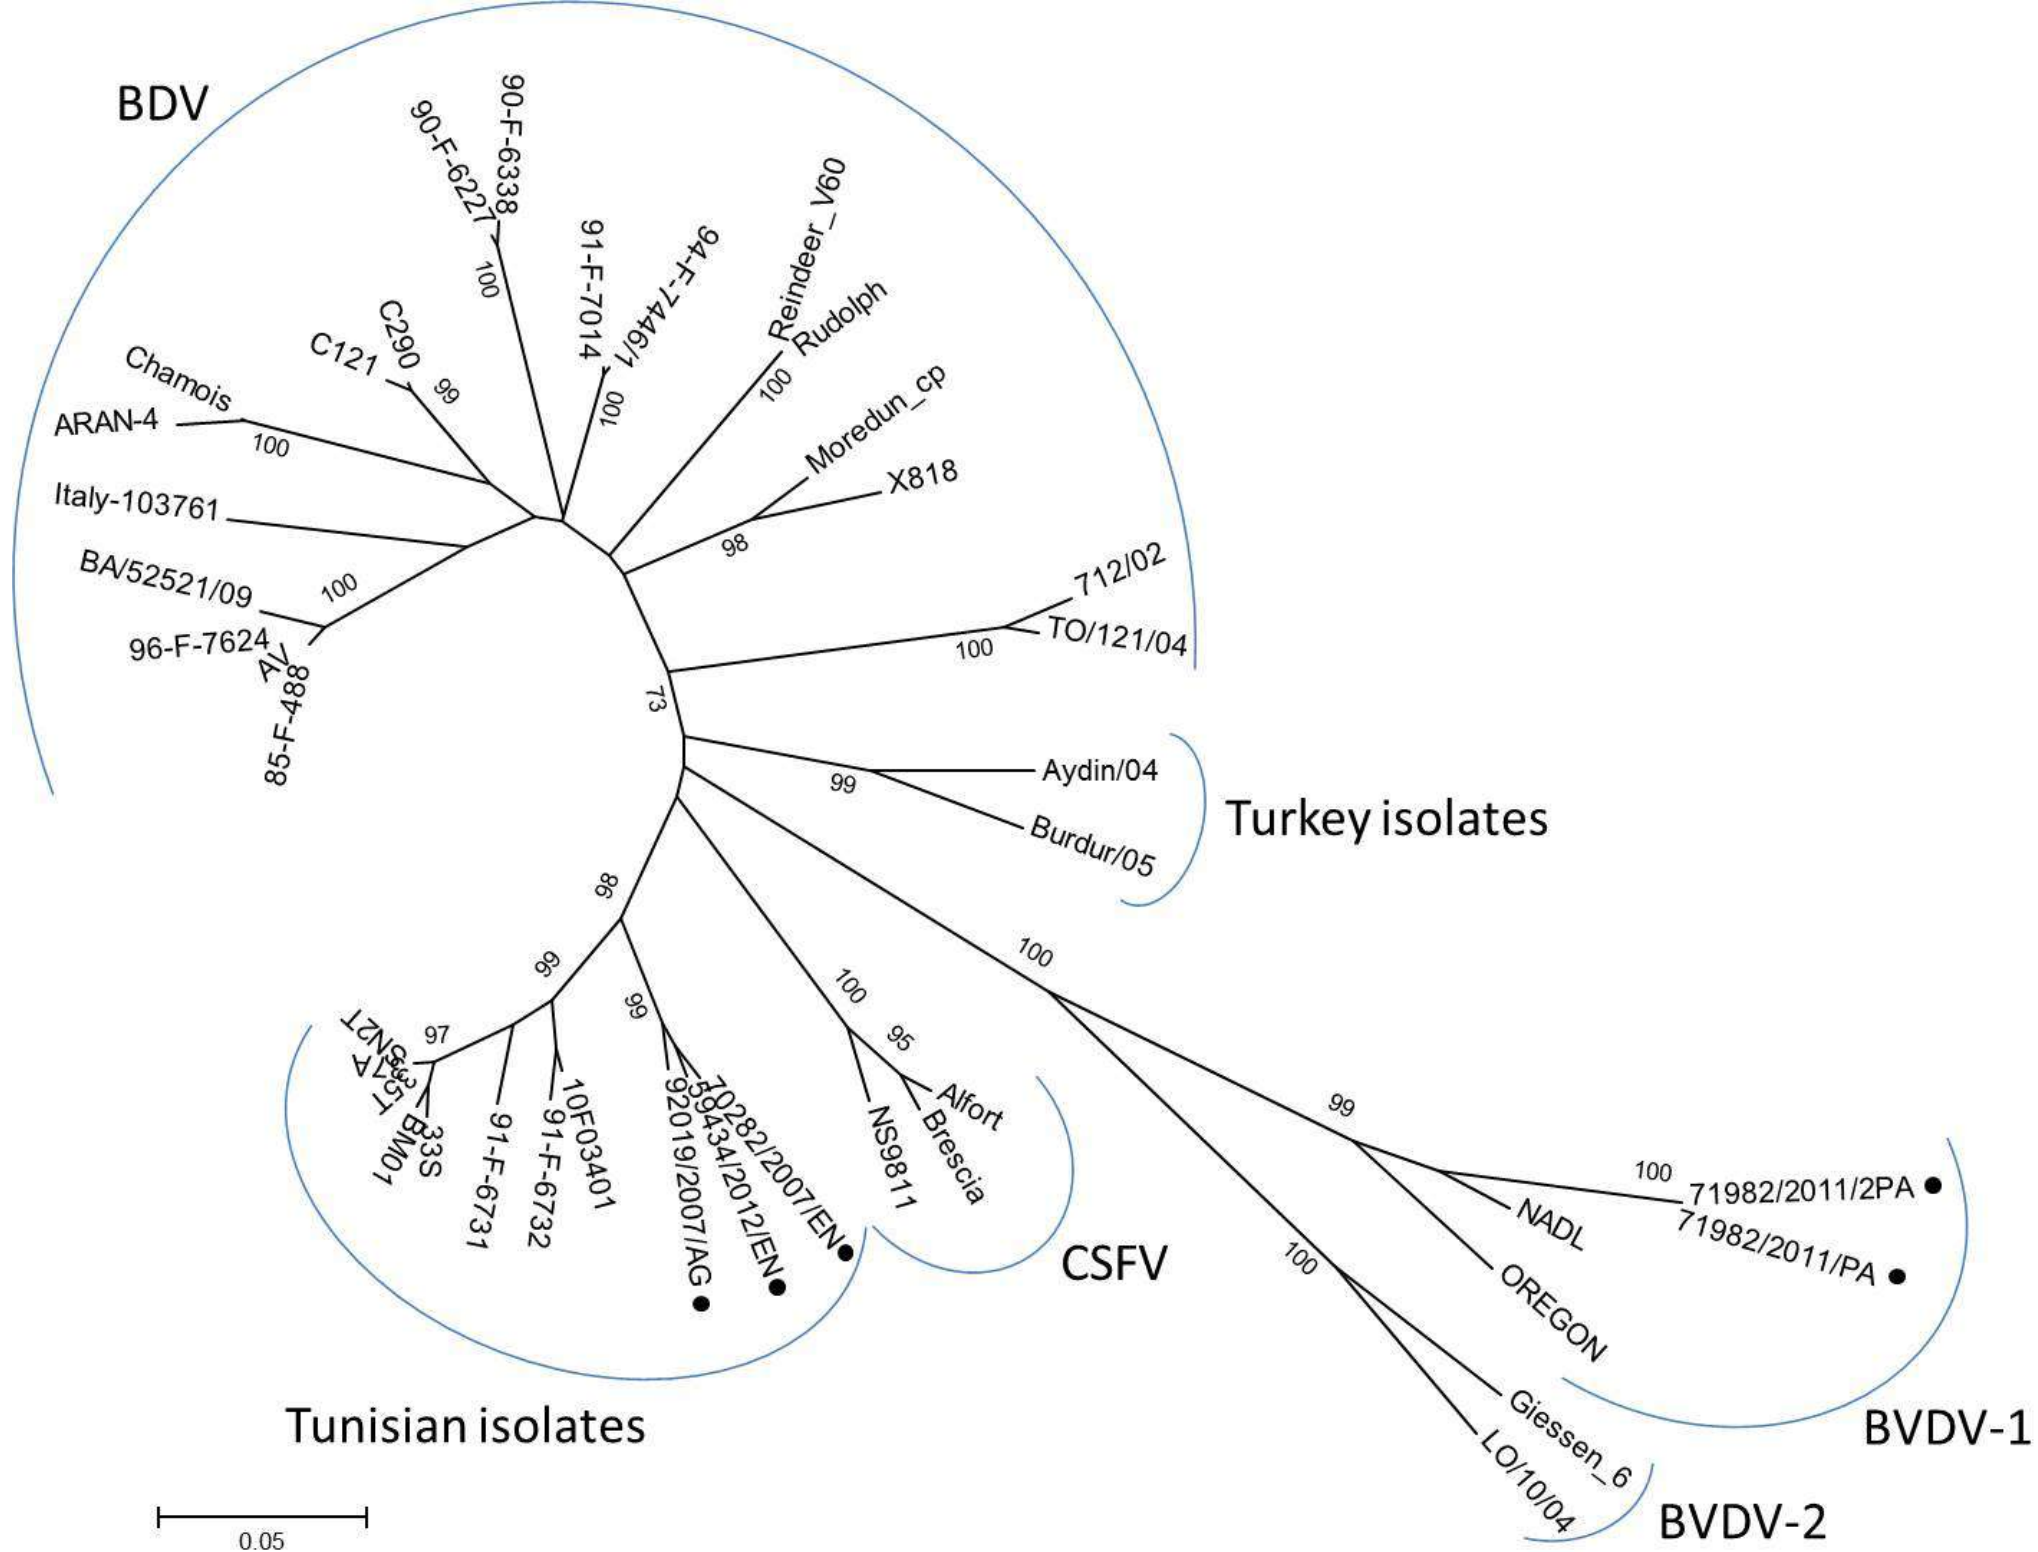 BDV
90-F-6338
90-F-6227
100
91-F-7014
94-F-7446/1
100
Reindeer_V60
Rudolph
100
C290
C121
99
Chamois
ARAN-4
100
Moredun_cp
X818
98
Italy-103761
BA/52521/09
100
96-F-7624
AV
85-F-488
712/02
TO/121/04
100
73
Aydin/04
99
Burdur/05
Turkey isolates
98
99
99
100
95
100
97
SN2T
35T
BM01
33S
91-F-6731
91-F-6732
10F03401
92019/2007/AG
59434/2012/EN
70282/2007/EN
NS9811
Brescia
Alfort
CSFV
99
100
71982/2011/2PA
71982/2011/PA
NADL
OREGON
100
Giessen_6
LO/10/04
BVDV-1
BVDV-2
Tunisian isolates
0.05